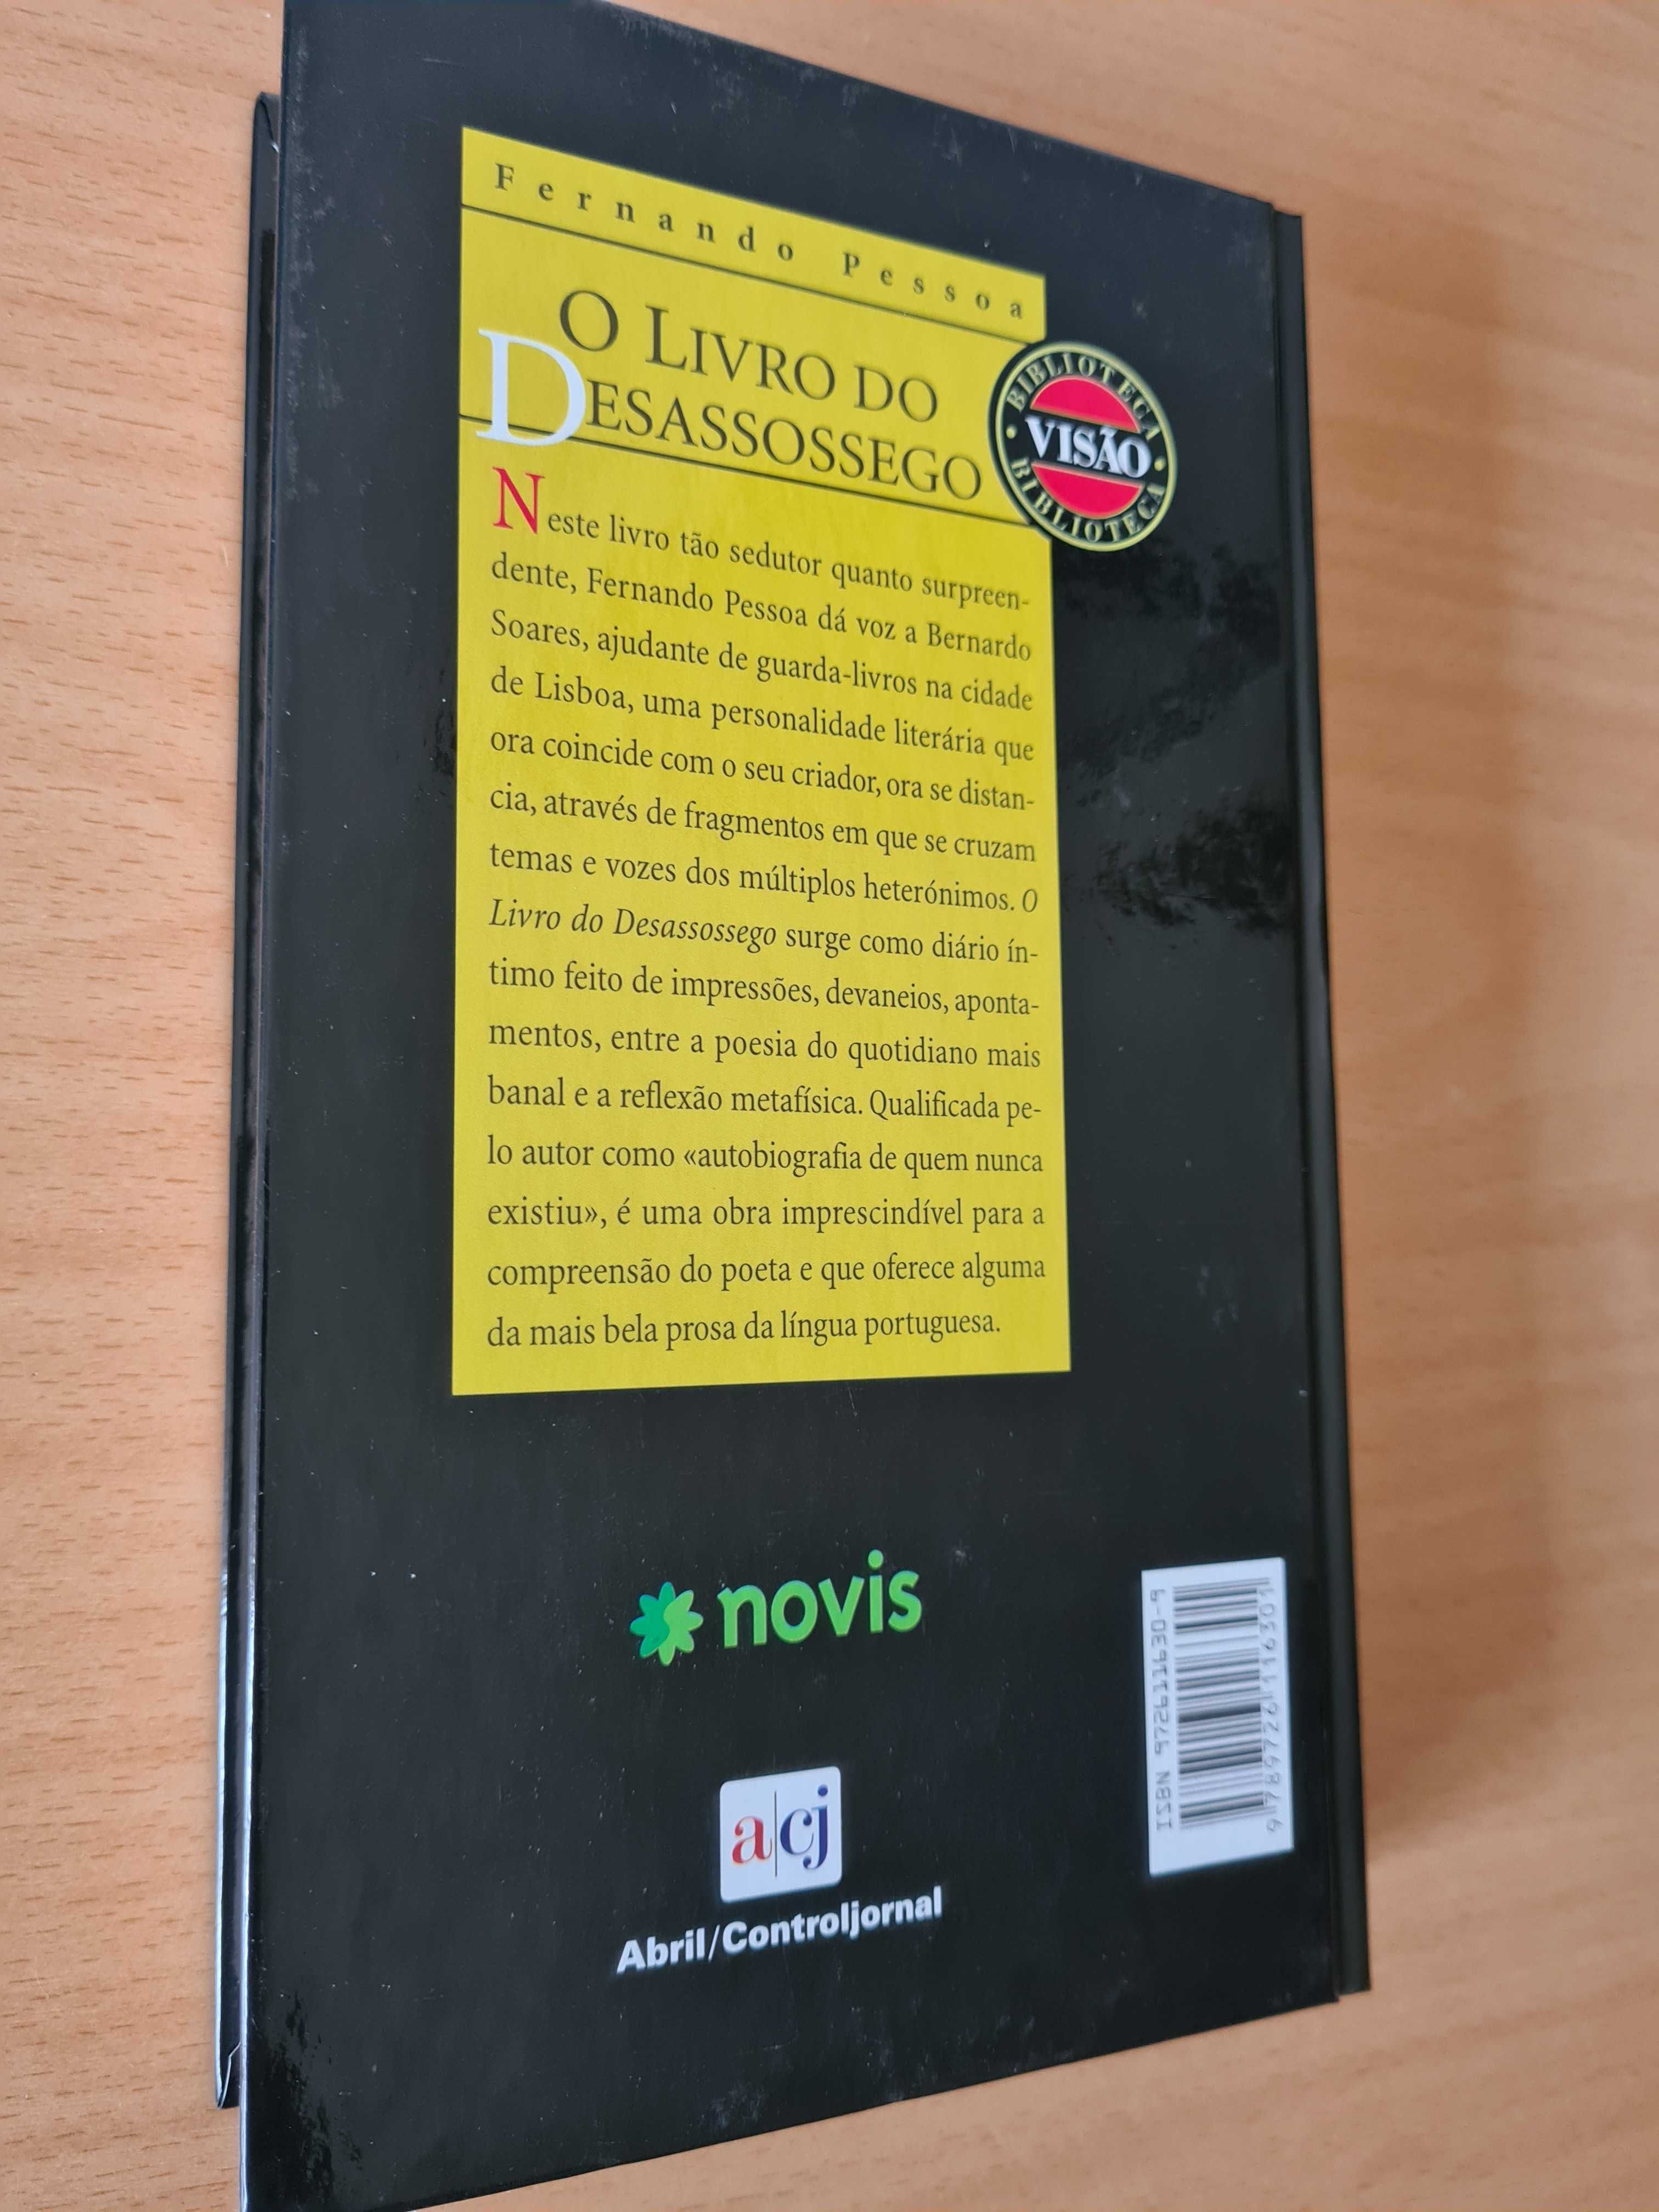 Fernando Pessoa
O LIVRO DO
DESASSOSSEGO
BIBLIOTECA
VISÃO
BIBLIOTECA
Neste livro tão sedutor quanto surpreen-
dente, Fernando Pessoa dá voz a Bernardo
Soares, ajudante de guarda-livros na cidade
de Lisboa, uma personalidade literária que
ora coincide com o seu criador, ora se distan-
cia, através de fragmentos em que se cruzam
temas e vozes dos múltiplos heterónimos. O
Livro do Desassossego surge como diário ín-
timo feito de impressões, devaneios, aponta-
mentos, entre a poesia do quotidiano mais
banal e a reflexão metafísica. Qualificada pe-
lo autor como «autobiografia de quem nunca
existiu», é uma obra imprescindível para a
compreensão do poeta e que oferece alguma
da mais bela prosa da língua portuguesa.
novis
a|cj
Abril/Controljornal
ISBN 972611630-9
9 789726 116301